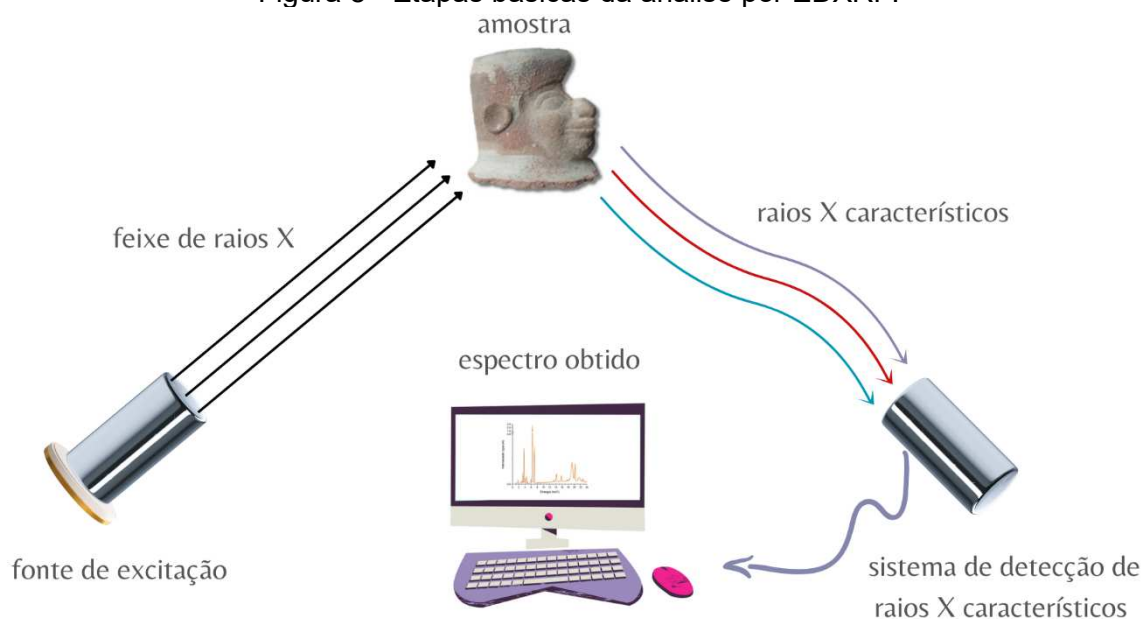 amostra
feixe de raios X
raios X característicos
espectro obtido
fonte de excitação
sistema de detecção de
raios X característicos